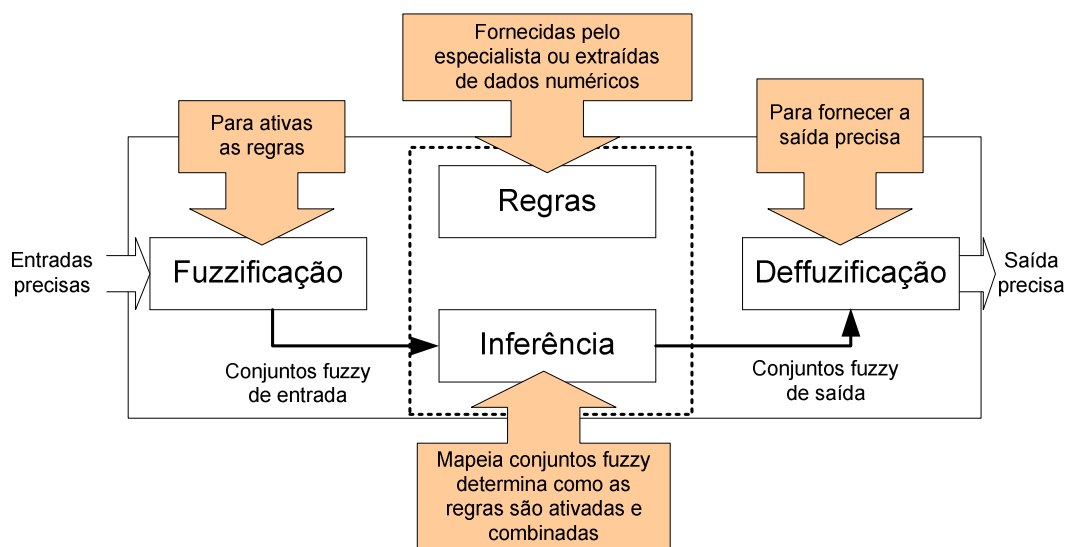 Fornecidas pelo
especialista ou extraídas
de dados numéricos
Para ativas
as regras
Para fornecer a
saída precisa
Regras
Entradas
precisas
Fuzzificação
Deffuzificação
Saída
precisa
Inferência
Conjuntos fuzzy
de entrada
Conjuntos fuzzy
de saída
Mapeia conjuntos fuzzy
determina como as
regras são ativadas e
combinadas